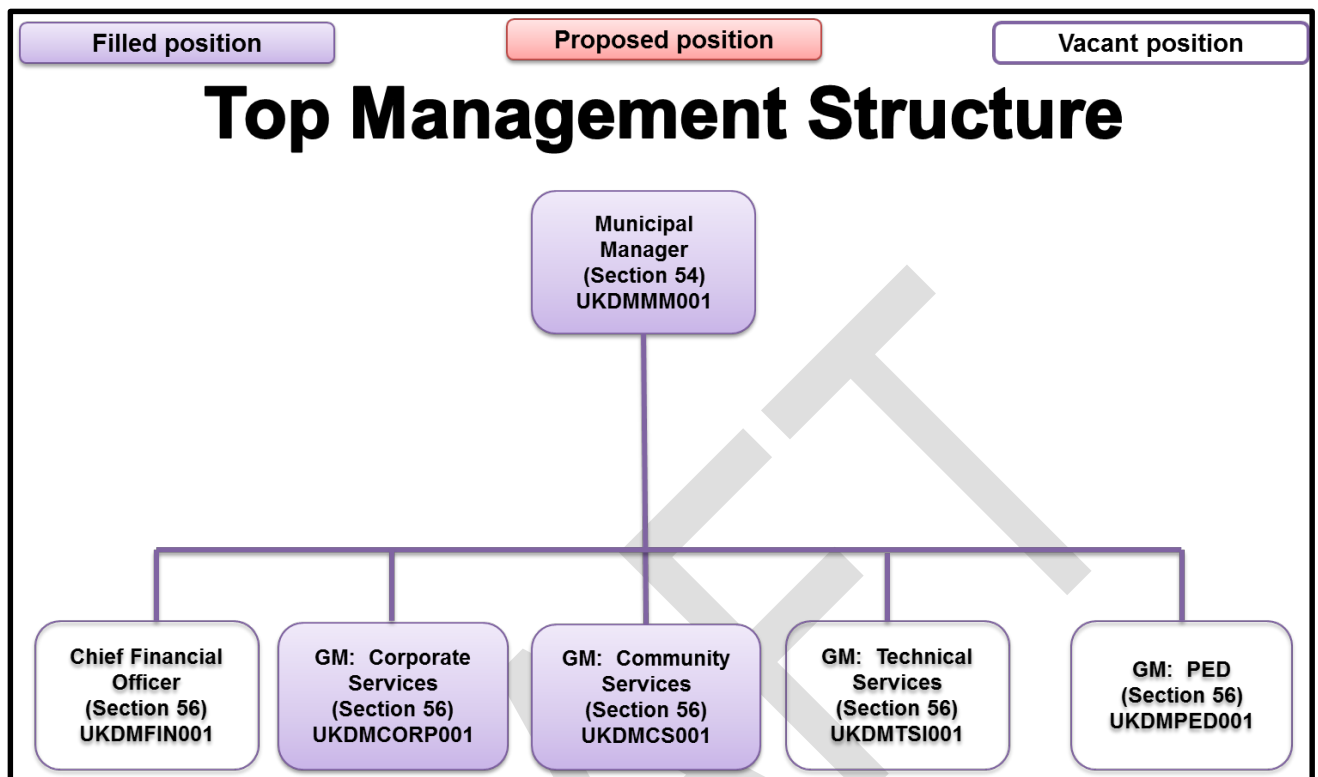 Filled position
Proposed position
Vacant position
Top Management Structure
Municipal
Manager
(Section 54)
UKDMMM001
Chief Financial
Officer
(Section 56)
UKDMFIN001
GM: Corporate
Services
(Section 56)
UKDMCORP001
GM: Community
Services
(Section 56)
UKDMCS001
GM: Technical
Services
(Section 56)
UKDMTSI001
GM: PED
(Section 56)
UKDMPED001